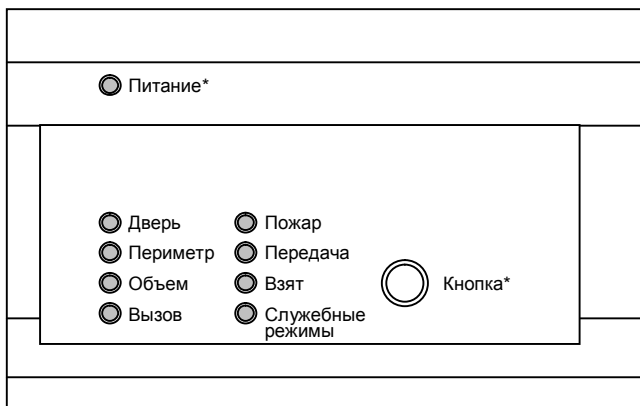 Питание*
Дверь
Периметр
Объем
Вызов
Пожар
Передача
Взят
Служебные
режимы
Кнопка*